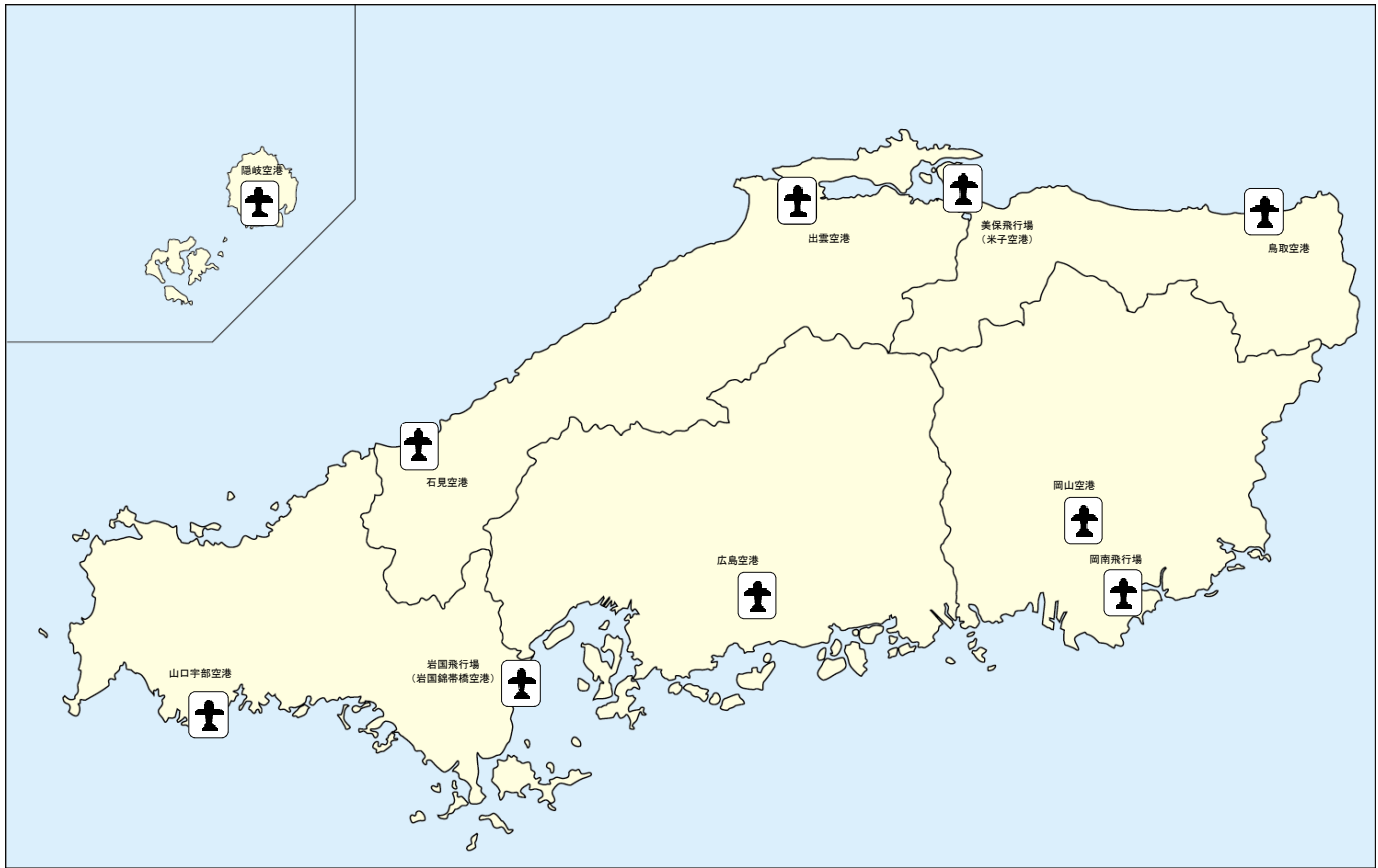 隠岐空港
出雲空港
美保飛行場
（米子空港）
鳥取空港
石見空港
岡山空港
広島空港
岡南飛行場
岩国飛行場
（岩国錦帯橋空港）
山口宇部空港